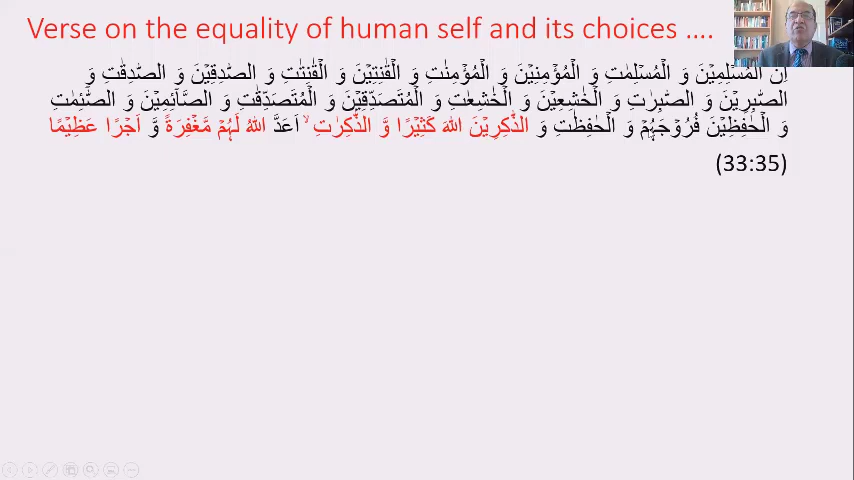 Verse on the equality of human self and its choices ....
اِنَّ الۡمُسۡلِمِيۡنَ وَ الۡمُسۡلِمٰتِ وَ الۡمُؤۡمِنِيۡنَ وَ الۡمُؤۡمِنٰتِ وَ الۡقٰنِتِيۡنَ وَ الۡقٰنِتٰتِ وَ الصّٰدِقِيۡنَ وَ الصّٰدِقٰتِ وَ
الصّٰبِرِيۡنَ وَ الصّٰبِرٰتِ وَ الۡخٰشِعِيۡنَ وَ الۡخٰشِعٰتِ وَ الۡمُتَصَدِّقِيۡنَ وَ الۡمُتَصَدِّقٰتِ وَ الصَّآئِمِيۡنَ وَ الصّٰٓئِمٰتِ
وَ الۡحٰفِظِيۡنَ فُرُوۡجَہُمۡ وَ الۡحٰفِظٰتِ وَ الذّٰکِرِيۡنَ اللّٰہَ کَثِيۡرًا وَّ الذّٰکِرٰتِ ۙ اَعَدَّ اللّٰہُ لَہُمۡ مَّغۡفِرَۃً وَّ اَجۡرًا عَظِيۡمًا
(33:35)